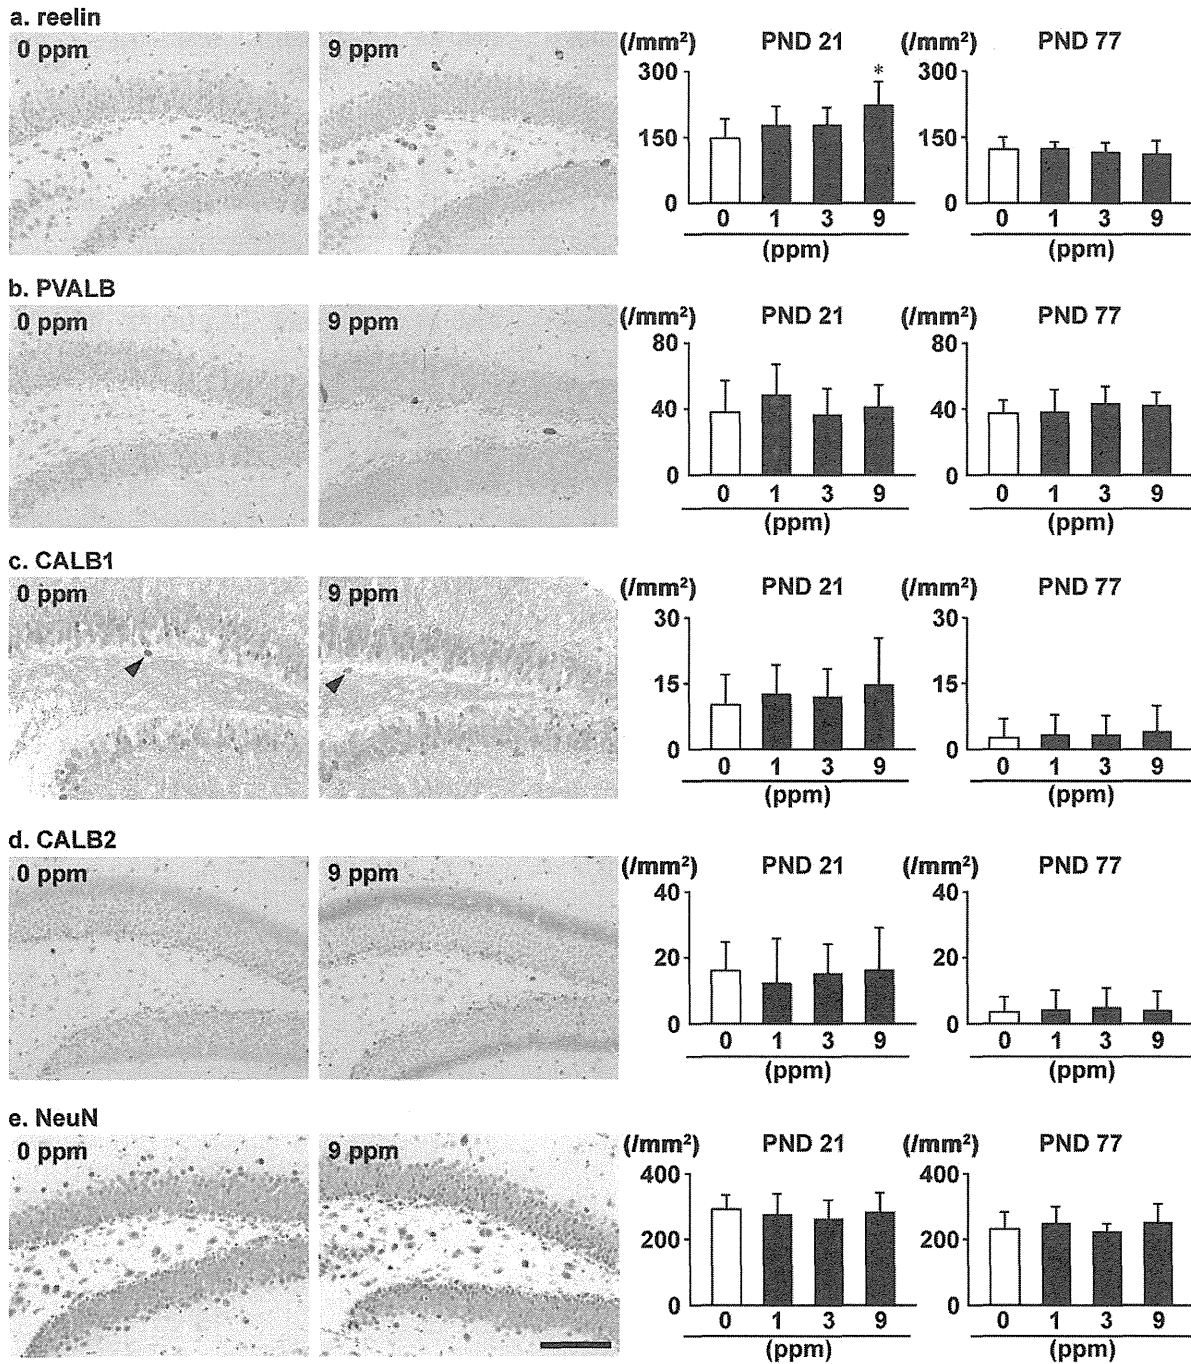 a. reelin
0 ppm 9 ppm (/mm²) PND 21 (/mm²) PND 77
300 * 300
150 150
0 0
0 1 3 9 0 1 3 9
(ppm) (ppm)
b. PVALB
0 ppm 9 ppm (/mm²) PND 21 (/mm²) PND 77
80 80
40 40
0 0
0 1 3 9 0 1 3 9
(ppm) (ppm)
c. CALB1
0 ppm 9 ppm (/mm²) PND 21 (/mm²) PND 77
30 30
15 15
0 0
0 1 3 9 0 1 3 9
(ppm) (ppm)
d. CALB2
0 ppm 9 ppm (/mm²) PND 21 (/mm²) PND 77
40 40
20 20
0 0
0 1 3 9 0 1 3 9
(ppm) (ppm)
e. NeuN
0 ppm 9 ppm (/mm²) PND 21 (/mm²) PND 77
400 400
200 200
0 0
0 1 3 9 0 1 3 9
(ppm) (ppm)